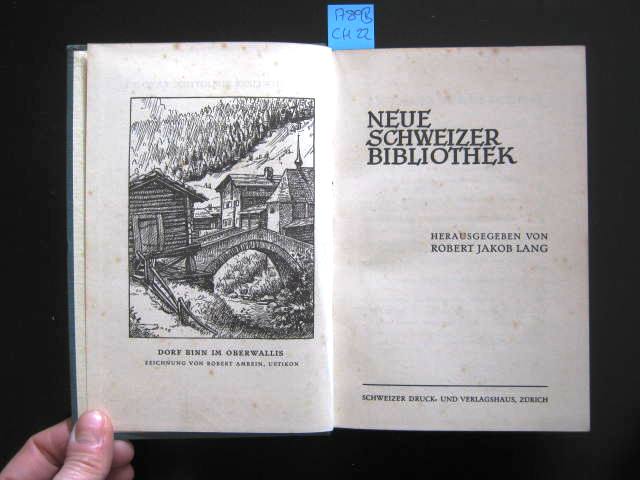 A89B
CH 22
DORF BINN IM OBERWALLIS
ZEICHNUNG VON ROBERT AMREIN, UETIKON
NEUE
SCHWEIZER
BIBLIOTHEK
HERAUSGEGEBEN VON
ROBERT JAKOB LANG
SCHWEIZER DRUCK- UND VERLAGSHAUS, ZÜRICH